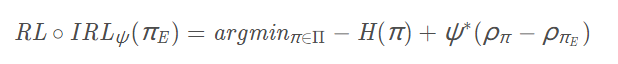 RL ∘ IRL_ψ(π_E) = argmin_{π∈Π} − H(π) + ψ*(ρ_π − ρ_{π_E})